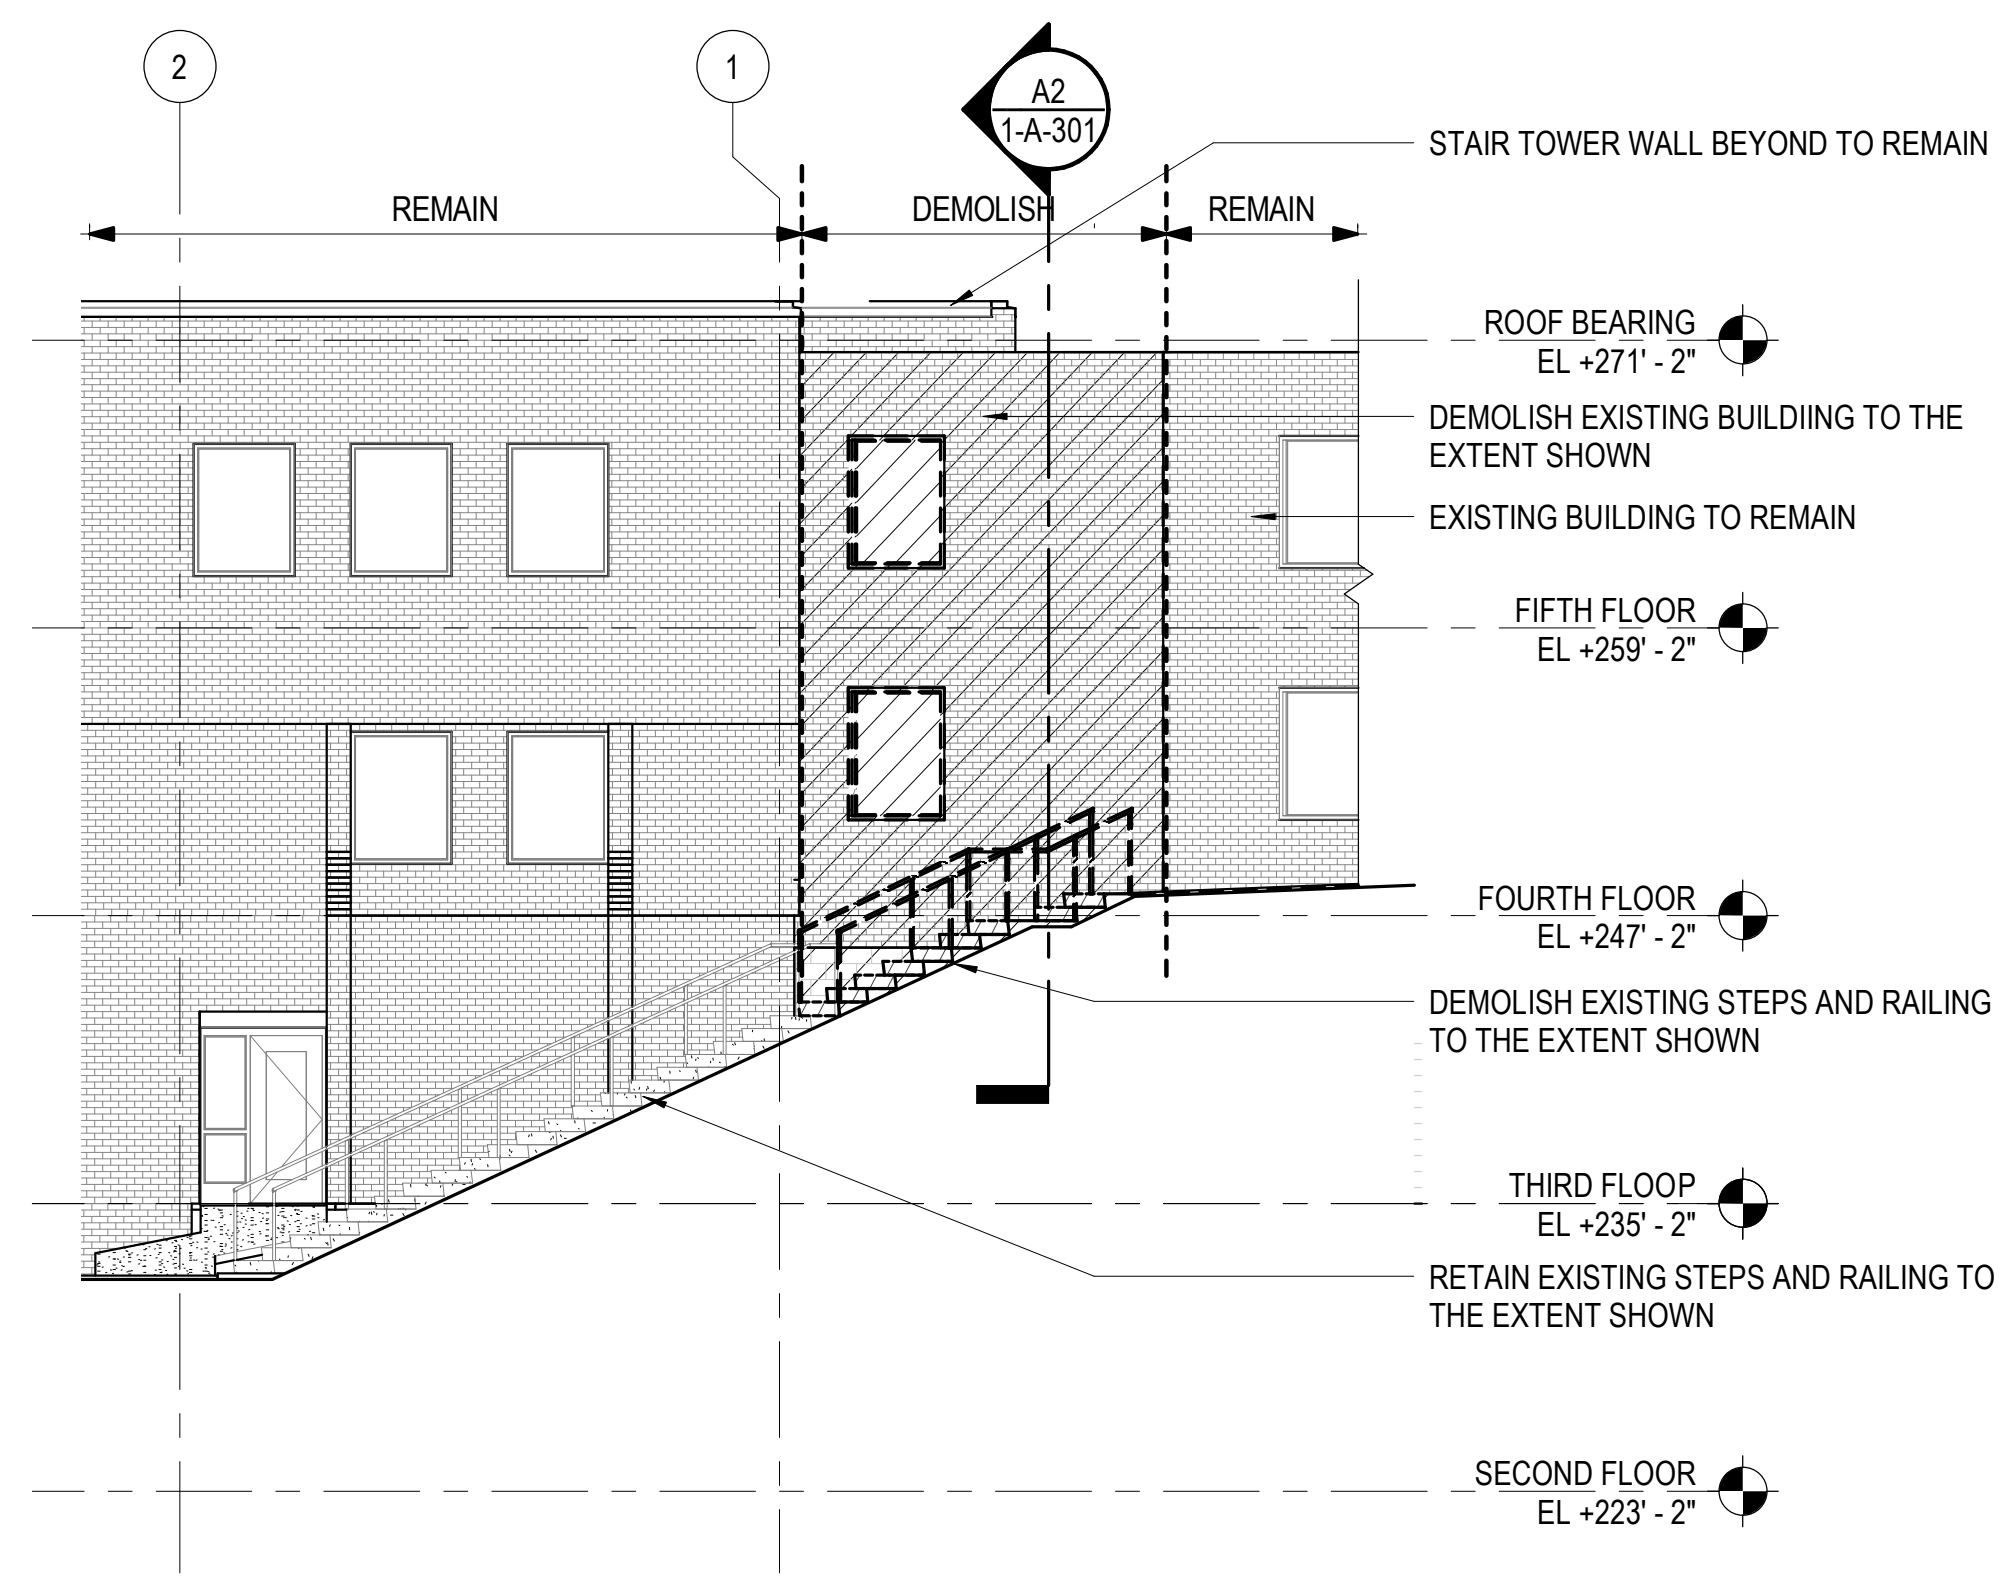 2
1
A2
1-A-301
STAIR TOWER WALL BEYOND TO REMAIN
REMAIN
DEMOLISH
REMAIN
ROOF BEARING
EL +271' - 2"
DEMOLISH EXISTING BUILDIING TO THE
EXTENT SHOWN
EXISTING BUILDING TO REMAIN
FIFTH FLOOR
EL +259' - 2"
FOURTH FLOOR
EL +247' - 2"
DEMOLISH EXISTING STEPS AND RAILING
TO THE EXTENT SHOWN
THIRD FLOOP
EL +235' - 2"
RETAIN EXISTING STEPS AND RAILING TO
THE EXTENT SHOWN
SECOND FLOOR
EL +223' - 2"